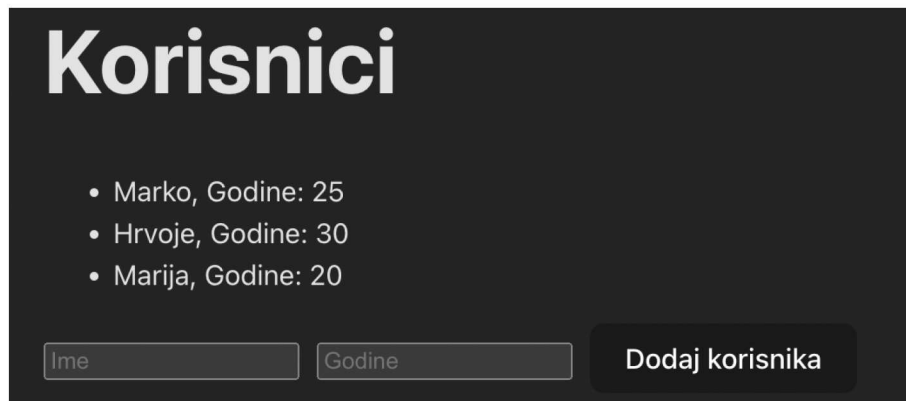 Korisnici
• Marko, Godine: 25
• Hrvoje, Godine: 30
• Marija, Godine: 20
Ime Godine Dodaj korisnika